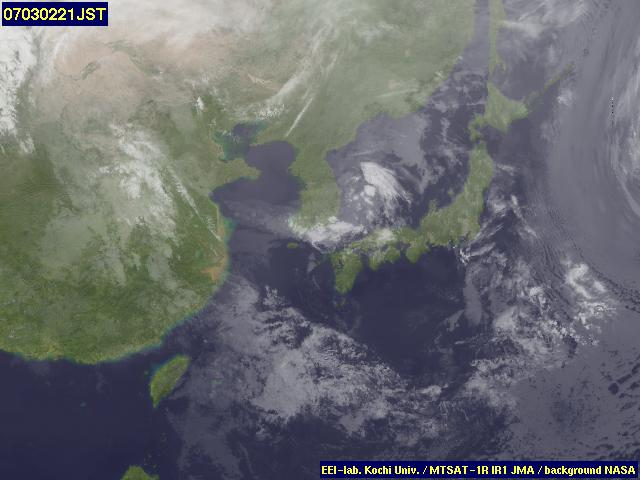 07030221JST
EEI-lab. Kochi Univ. / MTSAT-1R IR1 JMA / background NASA